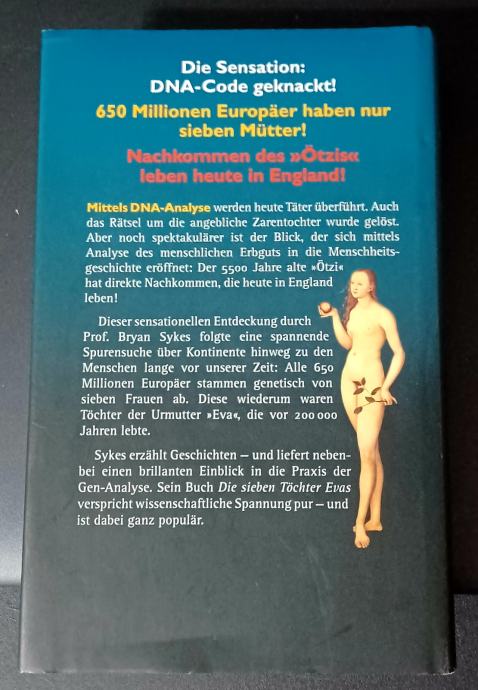 Die Sensation:
DNA-Code geknackt!
650 Millionen Europäer haben nur
sieben Mütter!
Nachkommen des »Ötzis«
leben heute in England!
Mittels DNA-Analyse werden heute Täter überführt. Auch
das Rätsel um die angebliche Zarentochter wurde gelöst.
Aber noch spektakulärer ist der Blick, der sich mittels
Analyse des menschlichen Erbguts in die Menschheits-
geschichte eröffnet: Der 5500 Jahre alte »Ötzi«
hat direkte Nachkommen, die heute in England
leben!
Dieser sensationellen Entdeckung durch
Prof. Bryan Sykes folgte eine spannende
Spurensuche über Kontinente hinweg zu den
Menschen lange vor unserer Zeit: Alle 650
Millionen Europäer stammen genetisch von
sieben Frauen ab. Diese wiederum waren
Töchter der Urmutter »Eva«, die vor 200 000
Jahren lebte.
Sykes erzählt Geschichten – und liefert neben-
bei einen brillanten Einblick in die Praxis der
Gen-Analyse. Sein Buch Die sieben Töchter Evas
verspricht wissenschaftliche Spannung pur – und
ist dabei ganz populär.